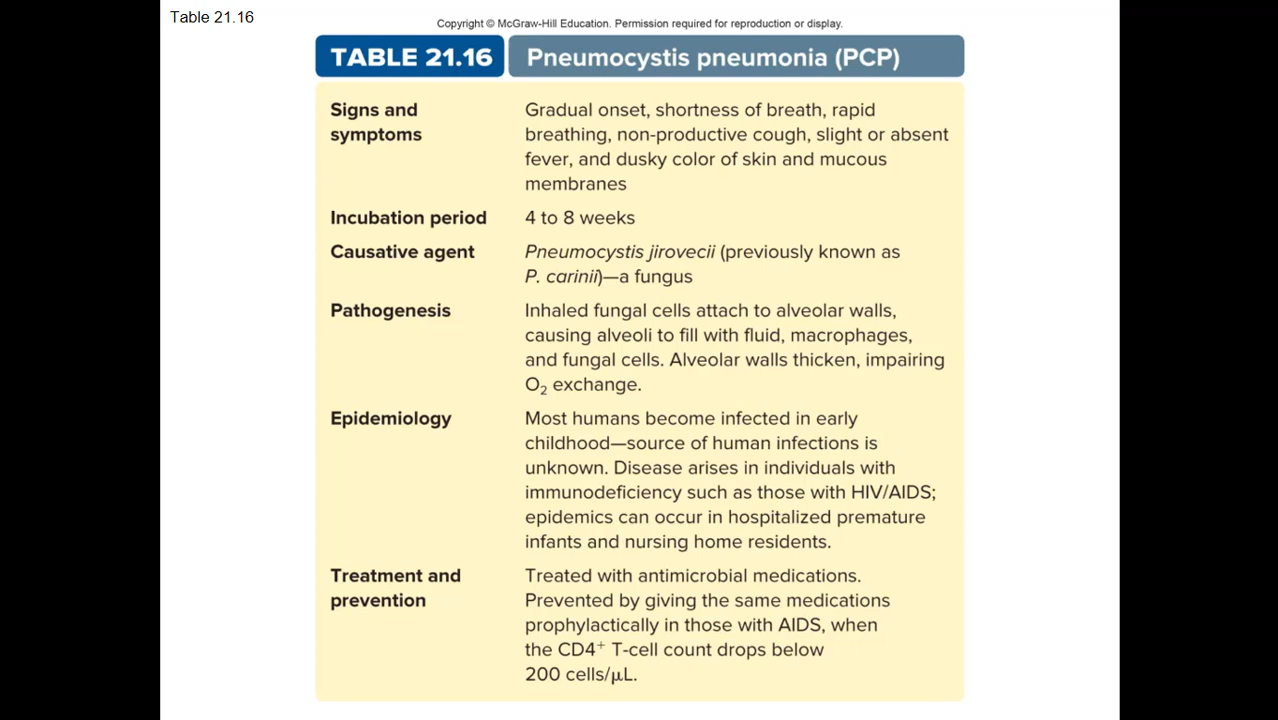 Table 21.16
Copyright © McGraw-Hill Education. Permission required for reproduction or display.
TABLE 21.16 Pneumocystis pneumonia (PCP)
Signs and symptoms
Gradual onset, shortness of breath, rapid
breathing, non-productive cough, slight or absent
fever, and dusky color of skin and mucous
membranes
Incubation period
4 to 8 weeks
Causative agent
Pneumocystis jirovecii (previously known as
P. carinii)—a fungus
Pathogenesis
Inhaled fungal cells attach to alveolar walls,
causing alveoli to fill with fluid, macrophages,
and fungal cells. Alveolar walls thicken, impairing
O₂ exchange.
Epidemiology
Most humans become infected in early
childhood—source of human infections is
unknown. Disease arises in individuals with
immunodeficiency such as those with HIV/AIDS;
epidemics can occur in hospitalized premature
infants and nursing home residents.
Treatment and
prevention
Treated with antimicrobial medications.
Prevented by giving the same medications
prophylactically in those with AIDS, when
the CD4⁺ T-cell count drops below
200 cells/μL.